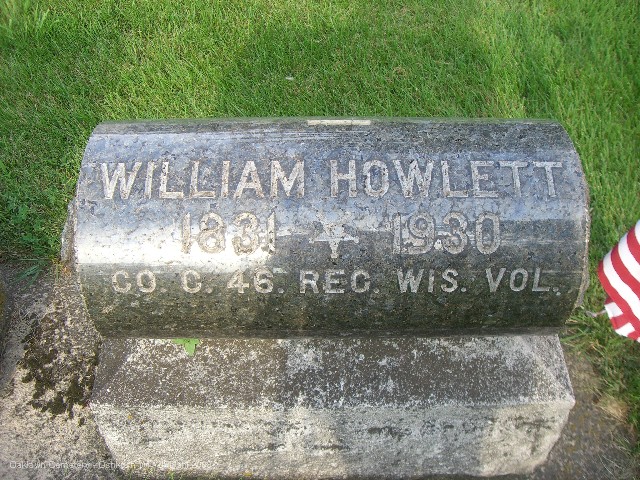 WILLIAM HOWLETT
1831 1930
CO. C. 46. REG. WIS. VOL.